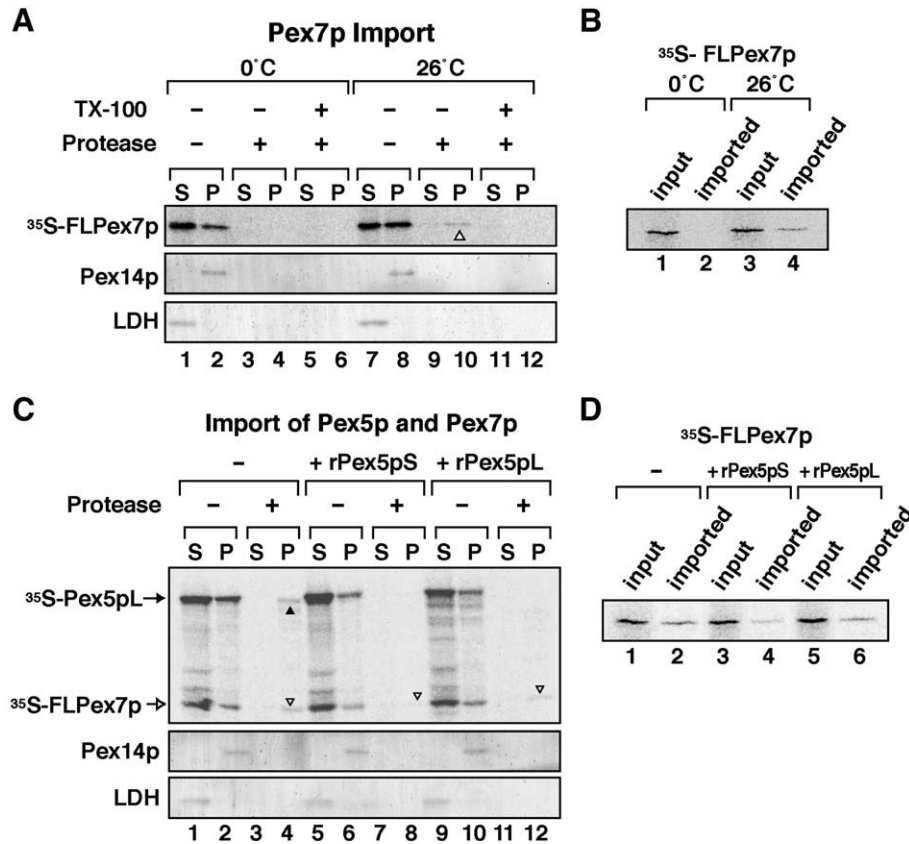 A
Pex7p Import
0°C 26°C
TX-100 – – + – – +
Protease – + + – + +
S P S P S P S P S P S P
35S-FLPex7p
Pex14p
LDH
1 2 3 4 5 6 7 8 9 10 11 12
B
35S- FLPex7p
0°C 26°C
input imported input imported
1 2 3 4
C
Import of Pex5p and Pex7p
– + rPex5pS + rPex5pL
Protease – + – + – +
S P S P S P S P S P S P
35S-Pex5pL
35S-FLPex7p
Pex14p
LDH
1 2 3 4 5 6 7 8 9 10 11 12
D
35S-FLPex7p
– + rPex5pS + rPex5pL
input imported input imported input imported
1 2 3 4 5 6